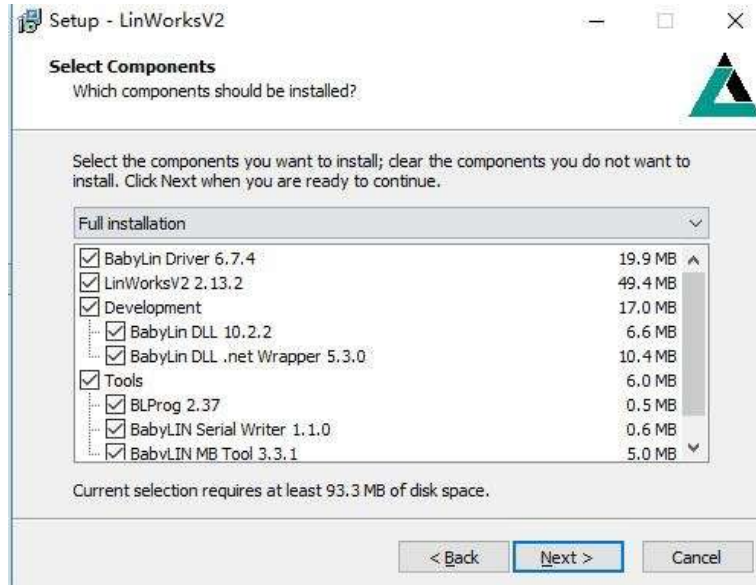 Setup - LinWorksV2
Select Components
Which components should be installed?
Select the components you want to install; clear the components you do not want to
install. Click Next when you are ready to continue.
Full installation
BabyLin Driver 6.7.4 19.9 MB
LinWorksV2 2.13.2 49.4 MB
Development 17.0 MB
BabyLin DLL 10.2.2 6.6 MB
BabyLin DLL .net Wrapper 5.3.0 10.4 MB
Tools 6.0 MB
BLProg 2.37 0.5 MB
BabyLIN Serial Writer 1.1.0 0.6 MB
BabyLIN MB Tool 3.3.1 5.0 MB
Current selection requires at least 93.3 MB of disk space.
< Back Next > Cancel